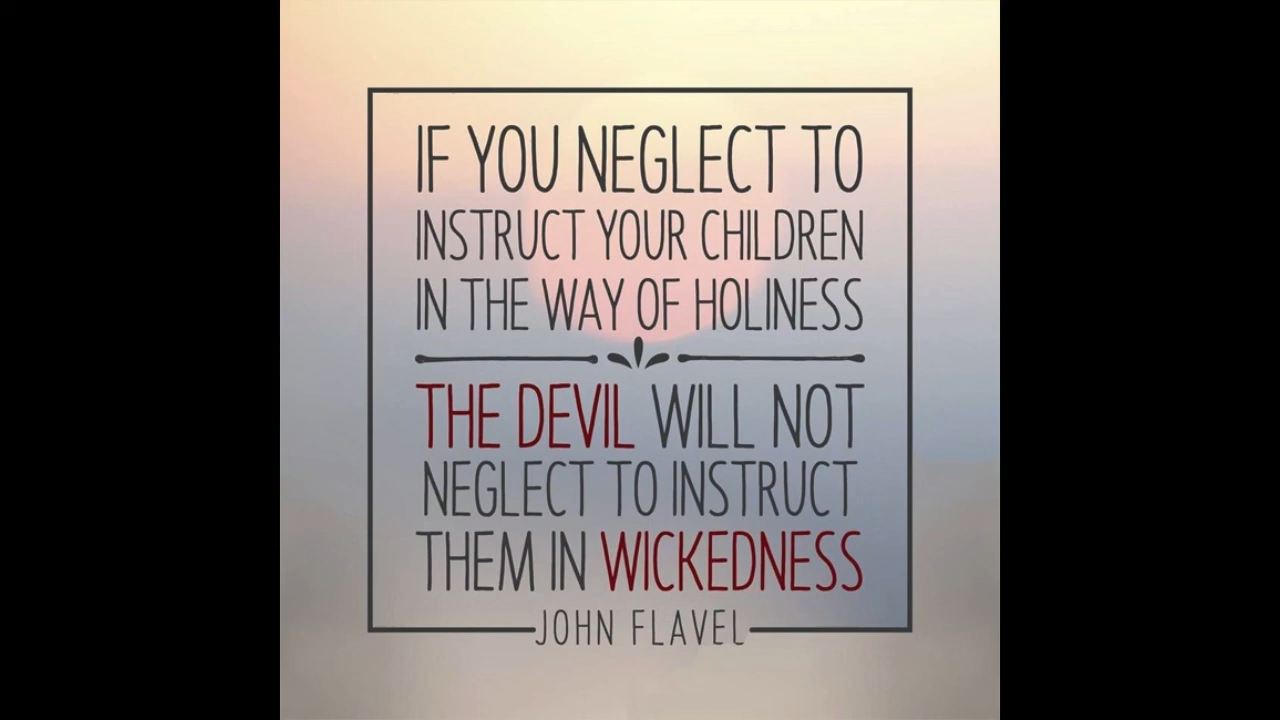 IF YOU NEGLECT TO
INSTRUCT YOUR CHILDREN
IN THE WAY OF HOLINESS
THE DEVIL WILL NOT
NEGLECT TO INSTRUCT
THEM IN WICKEDNESS
JOHN FLAVEL